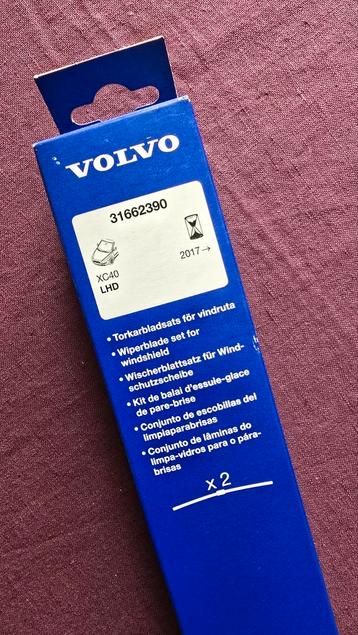 VOLVO
31662390
XC40
LHD
2017→
• Torkarbladsats för vindruta
• Wiperblade set for
windshield
• Wischerblattsatz für Wind-
schutzscheibe
• Kit de balai d'essuie-glace
de pare-brise
• Conjunto de escobillas del
limpiaparabrisas
• Conjunto de lâminas do
limpa-vidros para o pára-
brisas
x 2